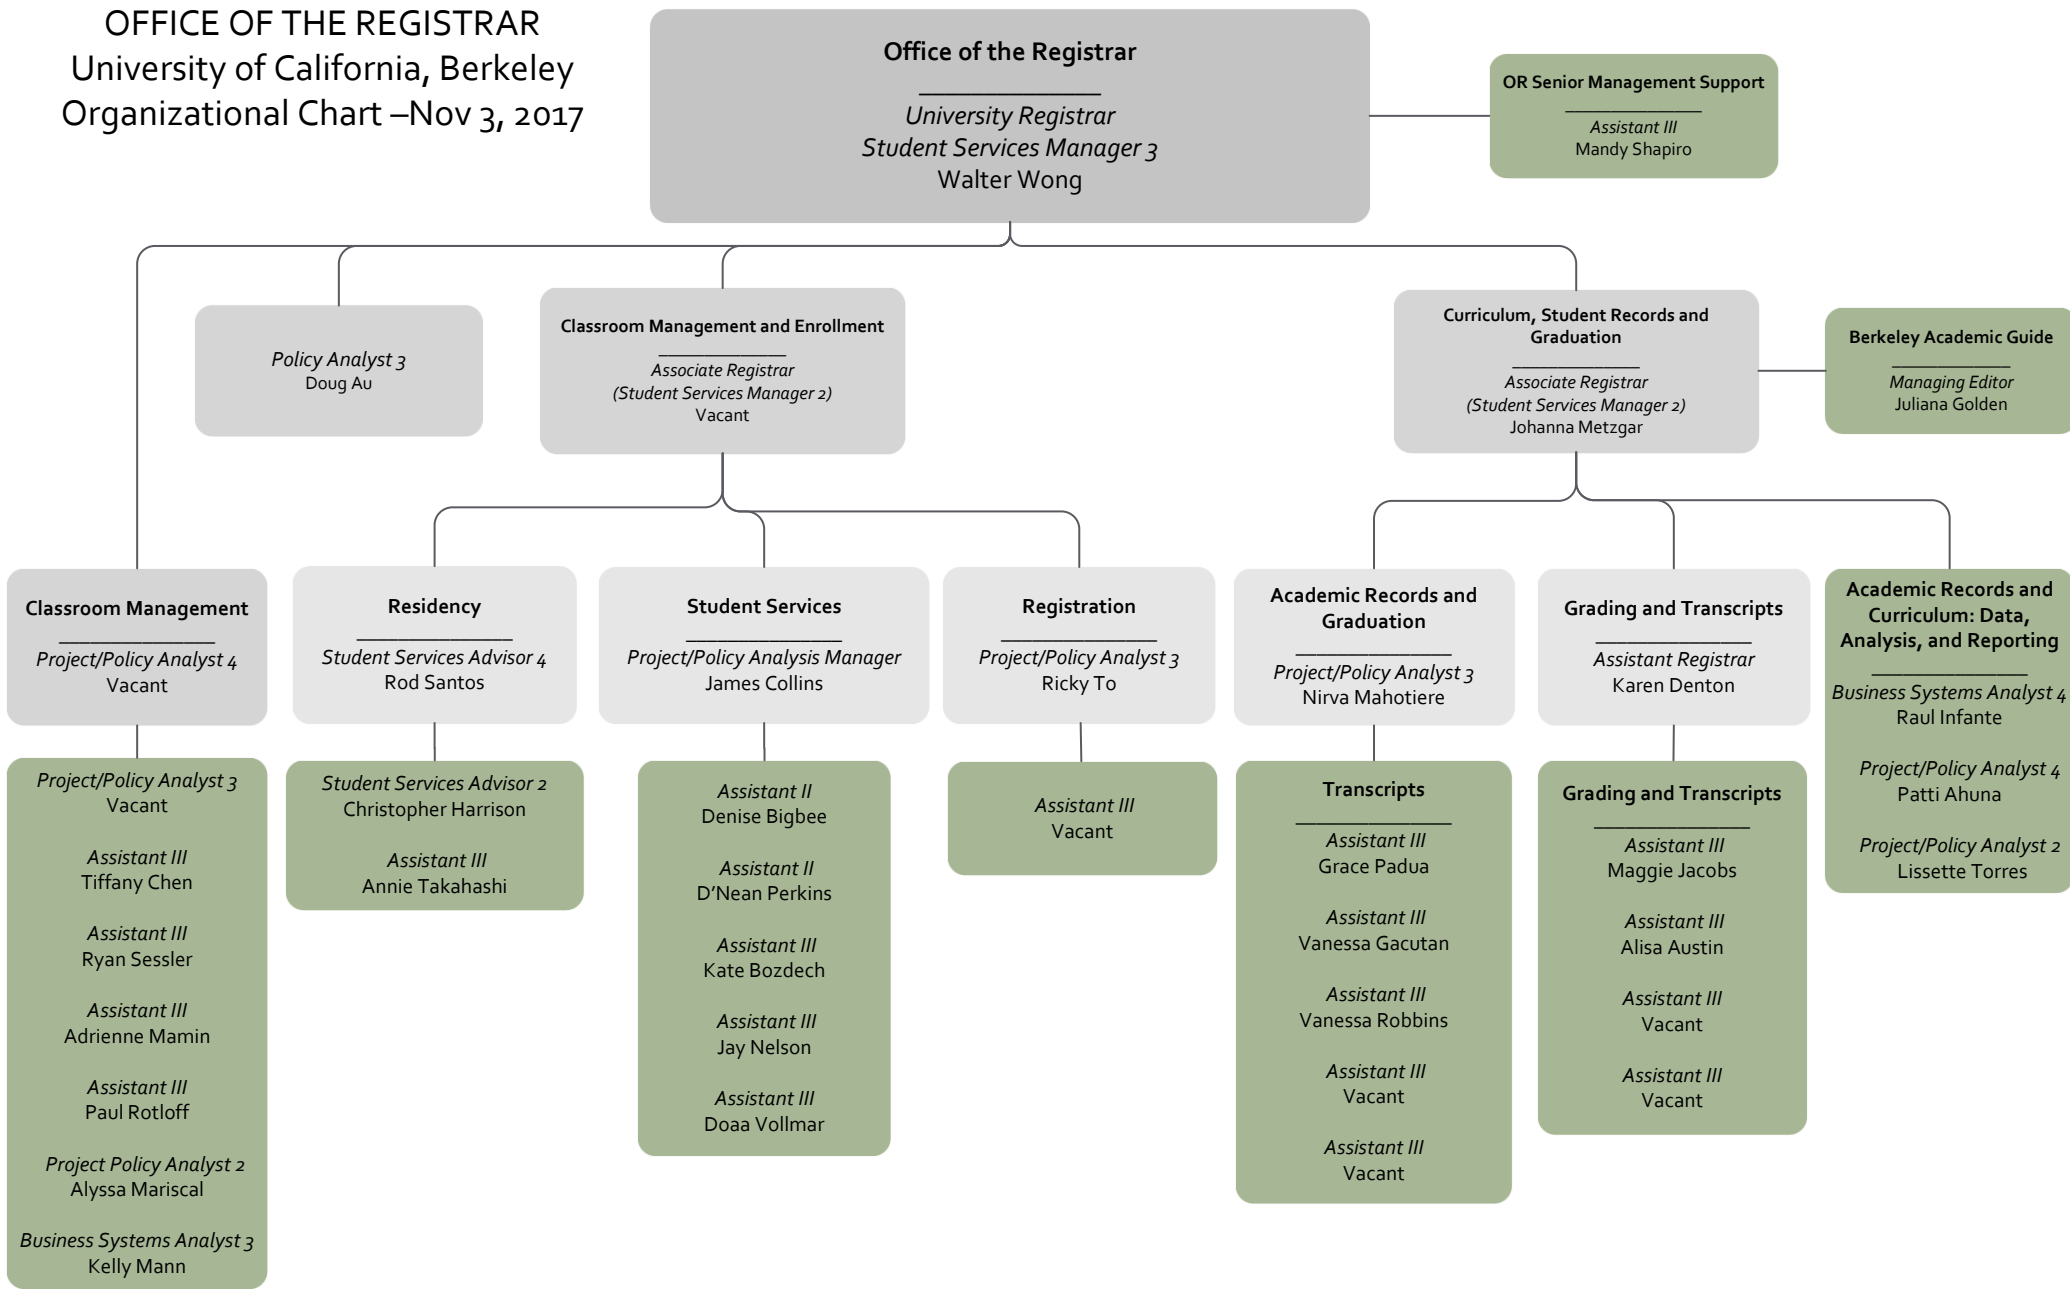 OFFICE OF THE REGISTRAR
University of California, Berkeley
Organizational Chart –Nov 3, 2017
Office of the Registrar
University Registrar
Student Services Manager 3
Walter Wong
OR Senior Management Support
Assistant III
Mandy Shapiro
Policy Analyst 3
Doug Au
Classroom Management and Enrollment
Associate Registrar
(Student Services Manager 2)
Vacant
Curriculum, Student Records and
Graduation
Associate Registrar
(Student Services Manager 2)
Johanna Metzgar
Berkeley Academic Guide
Managing Editor
Juliana Golden
Classroom Management
Project/Policy Analyst 4
Vacant
Residency
Student Services Advisor 4
Rod Santos
Student Services
Project/Policy Analysis Manager
James Collins
Registration
Project/Policy Analyst 3
Ricky To
Academic Records and
Graduation
Project/Policy Analyst 3
Nirva Mahotiere
Grading and Transcripts
Assistant Registrar
Karen Denton
Academic Records and
Curriculum: Data,
Analysis, and Reporting
Business Systems Analyst 4
Raul Infante
Project/Policy Analyst 4
Patti Ahuna
Project/Policy Analyst 2
Lissette Torres
Project/Policy Analyst 3
Vacant
Assistant III
Tiffany Chen
Assistant III
Ryan Sessler
Assistant III
Adrienne Mamin
Assistant III
Paul Rotloff
Project Policy Analyst 2
Alyssa Mariscal
Business Systems Analyst 3
Kelly Mann
Student Services Advisor 2
Christopher Harrison
Assistant III
Annie Takahashi
Assistant II
Denise Bigbee
Assistant II
D’Nean Perkins
Assistant III
Kate Bozdech
Assistant III
Jay Nelson
Assistant III
Doaa Vollmar
Assistant III
Vacant
Transcripts
Assistant III
Grace Padua
Assistant III
Vanessa Gacutan
Assistant III
Vanessa Robbins
Assistant III
Vacant
Assistant III
Vacant
Grading and Transcripts
Assistant III
Maggie Jacobs
Assistant III
Alisa Austin
Assistant III
Vacant
Assistant III
Vacant